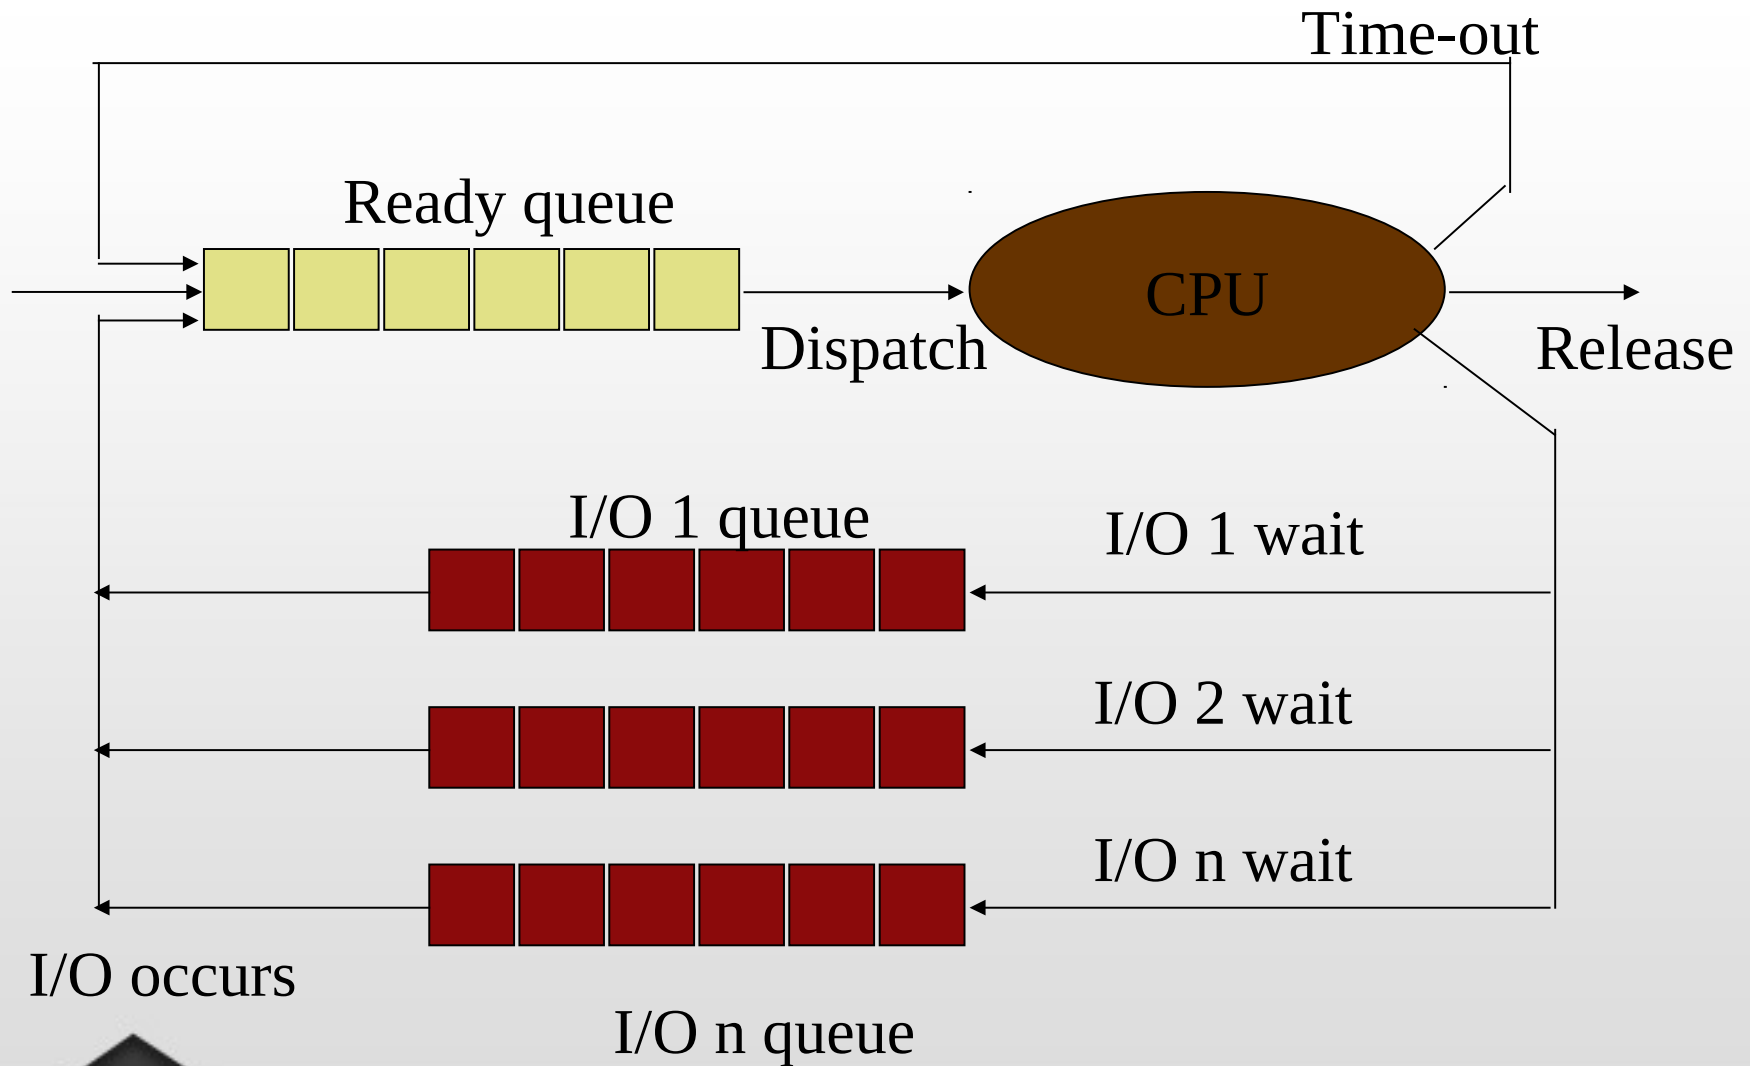 Time-out
Ready queue
CPU
Dispatch
Release
I/O 1 queue
I/O 1 wait
I/O 2 wait
I/O n wait
I/O occurs
I/O n queue